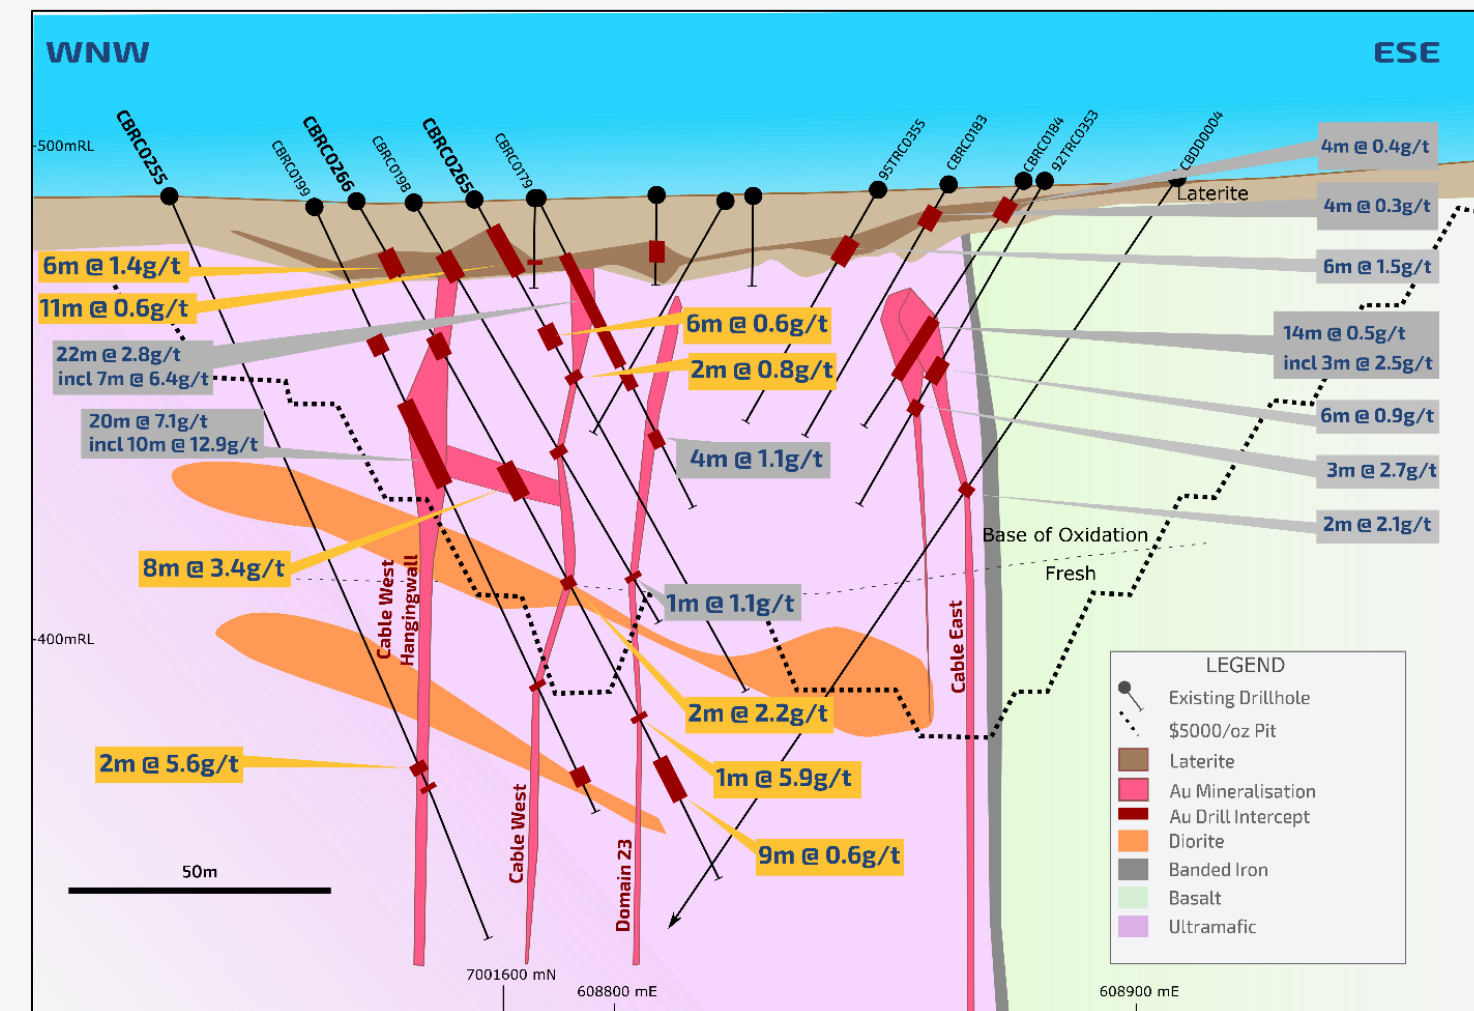 WNW
ESE
CBRC0255
CBRC0199
CBRC0266
CBRC0198
CBRC0265
CBRC0179
95TRC0355
CBRC0183
CBRC0184
92TRC0353
CBDD0004
500mRL
4m @ 0.4g/t
Laterite
4m @ 0.3g/t
6m @ 1.4g/t
6m @ 1.5g/t
11m @ 0.6g/t
6m @ 0.6g/t
14m @ 0.5g/t
incl 3m @ 2.5g/t
22m @ 2.8g/t
incl 7m @ 6.4g/t
2m @ 0.8g/t
6m @ 0.9g/t
20m @ 7.1g/t
incl 10m @ 12.9g/t
4m @ 1.1g/t
3m @ 2.7g/t
2m @ 2.1g/t
Base of Oxidation
Fresh
8m @ 3.4g/t
Cable West
Hangingwall
1m @ 1.1g/t
400mRL
Cable East
2m @ 2.2g/t
2m @ 5.6g/t
1m @ 5.9g/t
9m @ 0.6g/t
Cable West
Domain 23
50m
LEGEND
Existing Drillhole
$5000/oz Pit
Laterite
Au Mineralisation
Au Drill Intercept
Diorite
Banded Iron
Basalt
Ultramafic
7001600 mN
608800 mE
608900 mE